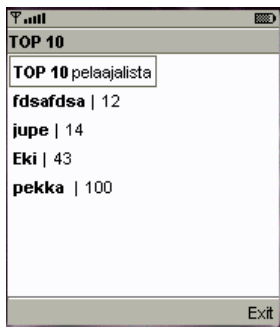 TOP 10
TOP 10 pelaajalista
fdsafdsa | 12
jupe | 14
Eki | 43
pekka | 100
Exit